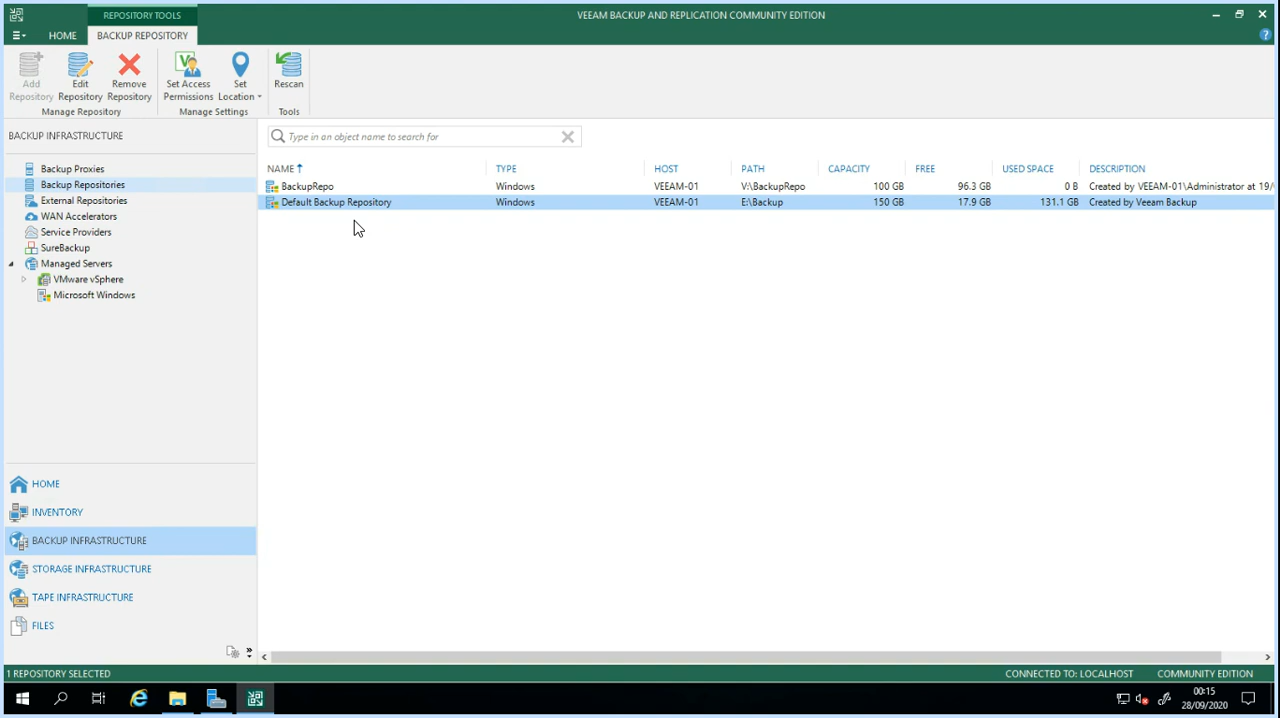 REPOSITORY TOOLS
VEEAM BACKUP AND REPLICATION COMMUNITY EDITION
HOME
BACKUP REPOSITORY
Add Repository
Edit Repository
Remove Repository
Set Access Permissions
Set Location
Rescan
Manage Repository
Manage Settings
Tools
BACKUP INFRASTRUCTURE
Type in an object name to search for
Backup Proxies
Backup Repositories
External Repositories
WAN Accelerators
Service Providers
SureBackup
Managed Servers
VMware vSphere
Microsoft Windows
NAME TYPE HOST PATH CAPACITY FREE USED SPACE DESCRIPTION
BackupRepo Windows VEEAM-01 V:\BackupRepo 100 GB 96.3 GB 0 B Created by VEEAM-01\Administrator at 19/
Default Backup Repository Windows VEEAM-01 E:\Backup 150 GB 17.9 GB 131.1 GB Created by Veeam Backup
HOME
INVENTORY
BACKUP INFRASTRUCTURE
STORAGE INFRASTRUCTURE
TAPE INFRASTRUCTURE
FILES
1 REPOSITORY SELECTED
CONNECTED TO: LOCALHOST
COMMUNITY EDITION
00:15
28/09/2020